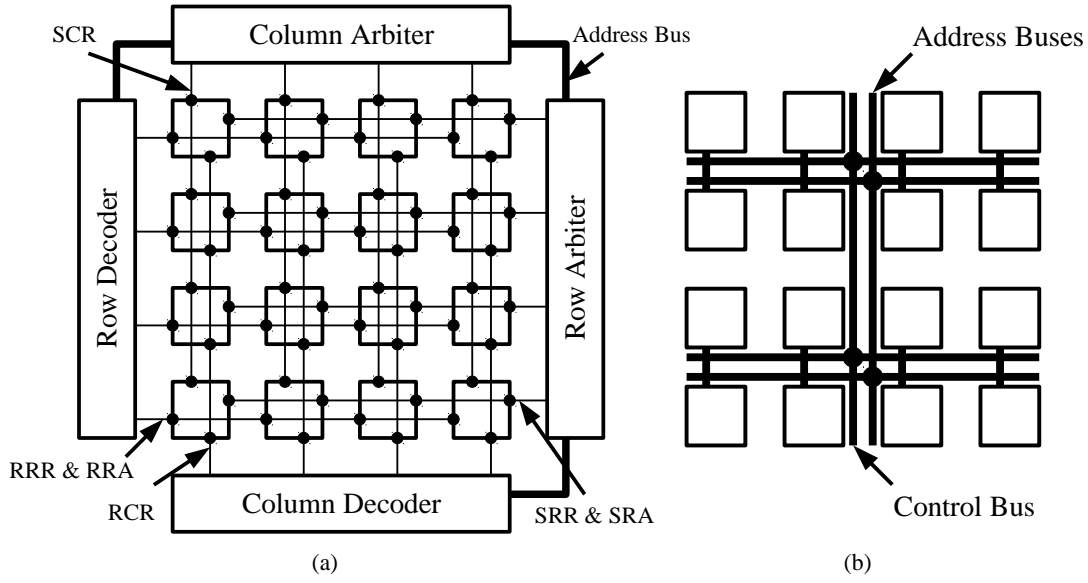 SCR
Column Arbiter
Address Bus
Row Decoder
Row Arbiter
RRR & RRA
RCR
Column Decoder
SRR & SRA
(a)
Address Buses
Control Bus
(b)